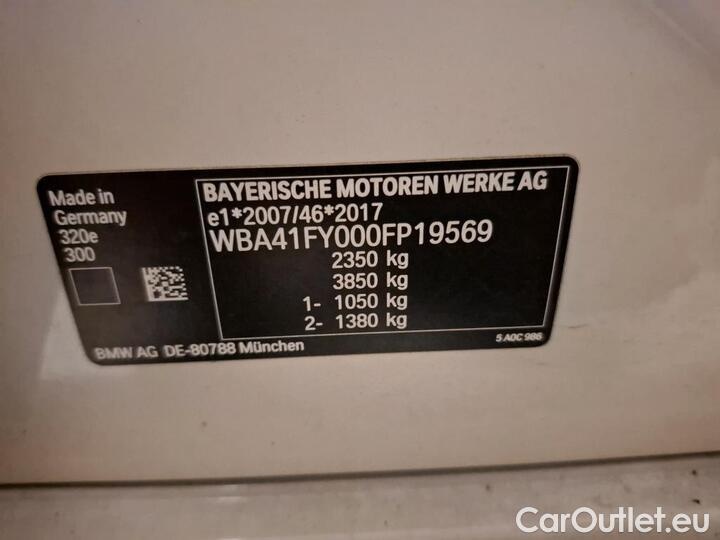 Made in
Germany
320e
300
BAYERISCHE MOTOREN WERKE AG
e1*2007/46*2017
WBA41FY000FP19569
2350 kg
3850 kg
1- 1050 kg
2- 1380 kg
BMW AG DE-80788 München
5 A0C 986
CarOutlet.eu